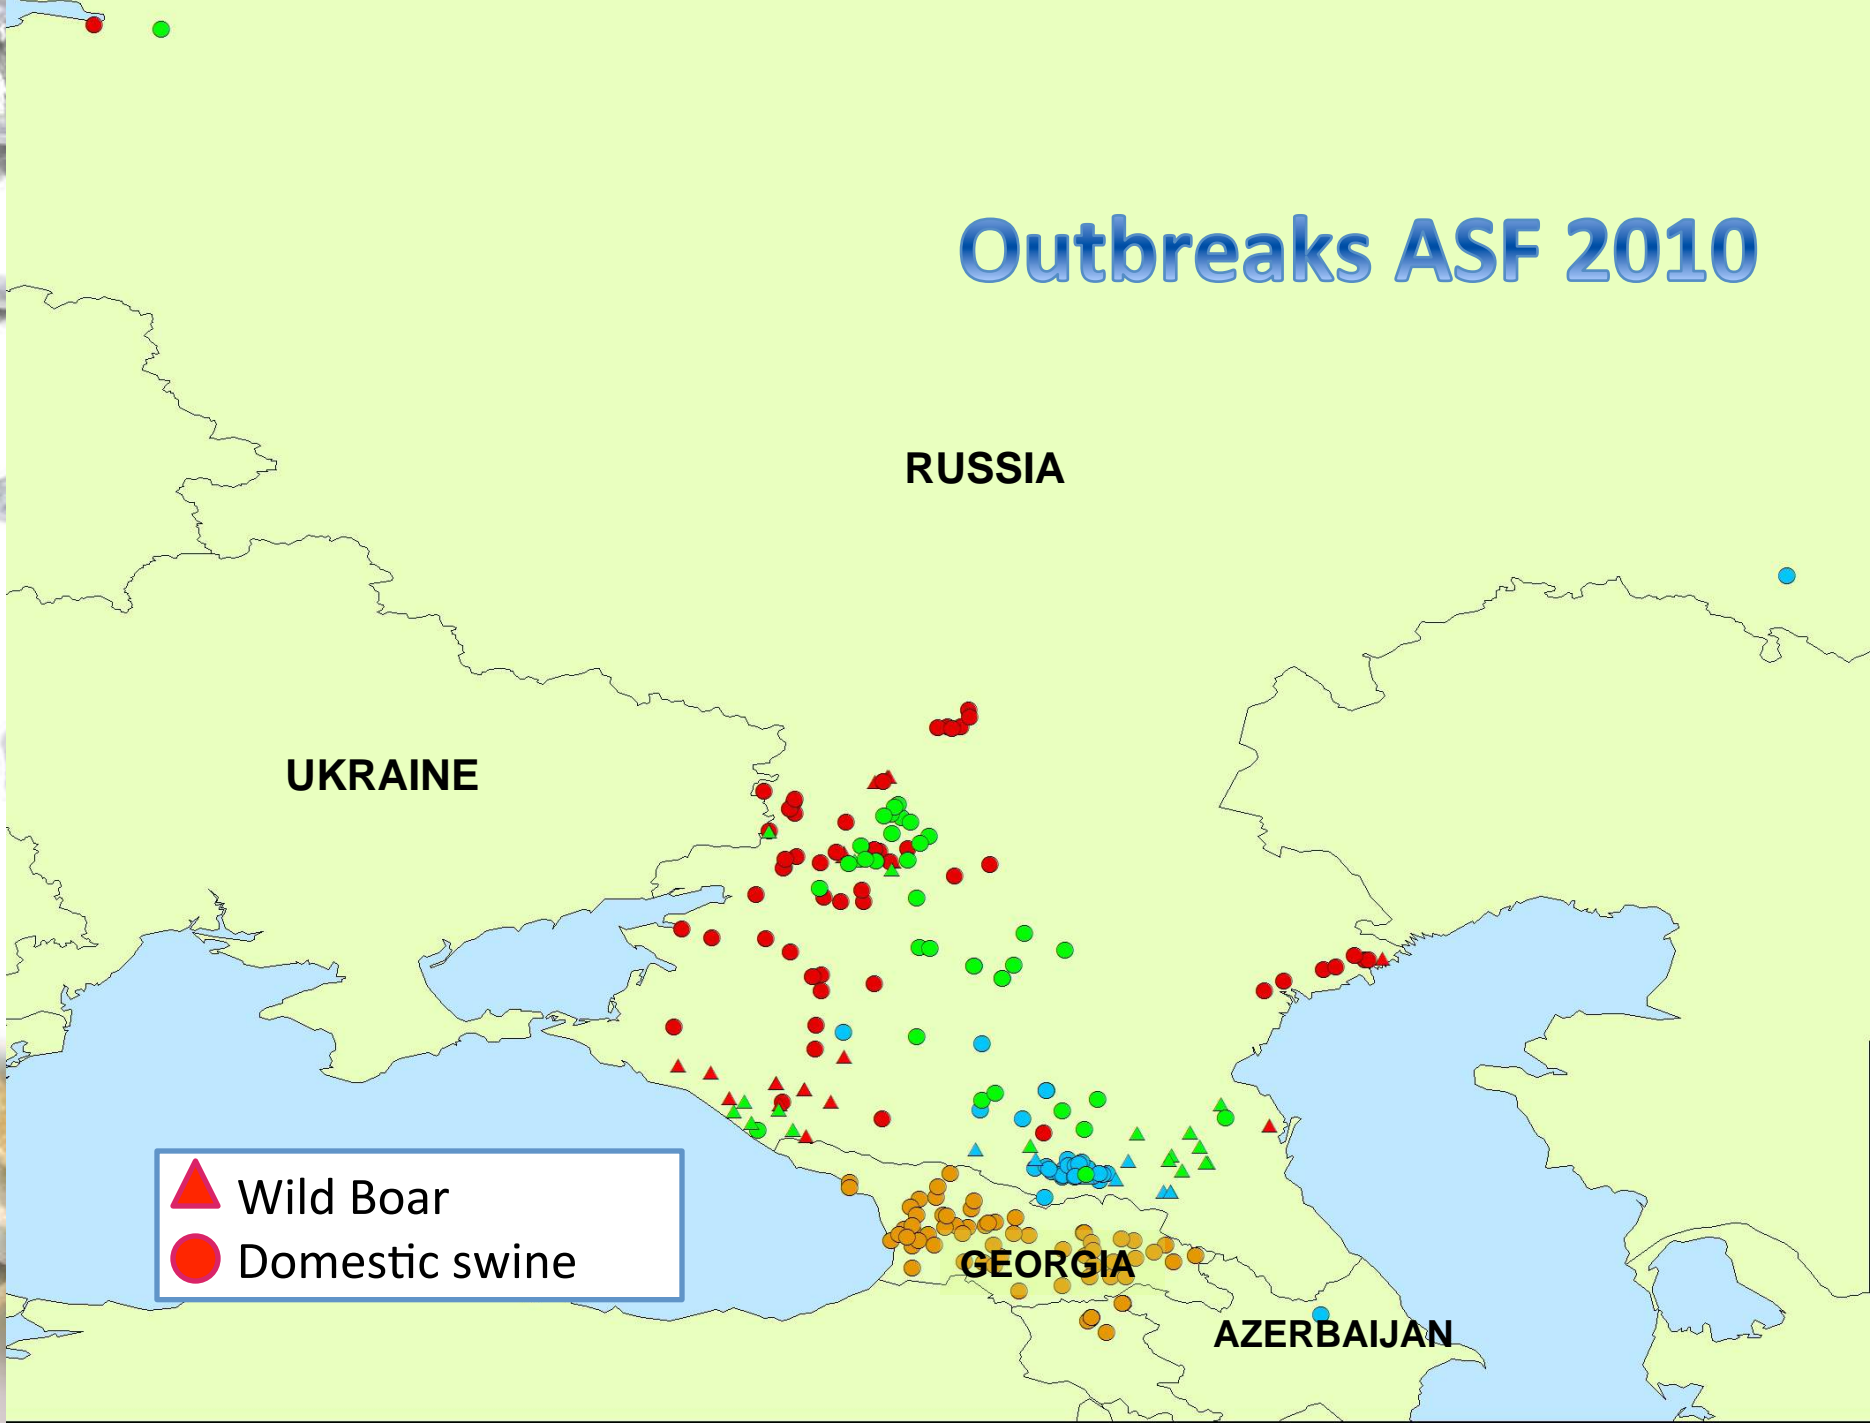 Outbreaks ASF 2010
RUSSIA
UKRAINE
Wild Boar
Domestic swine
GEORGIA
AZERBAIJAN